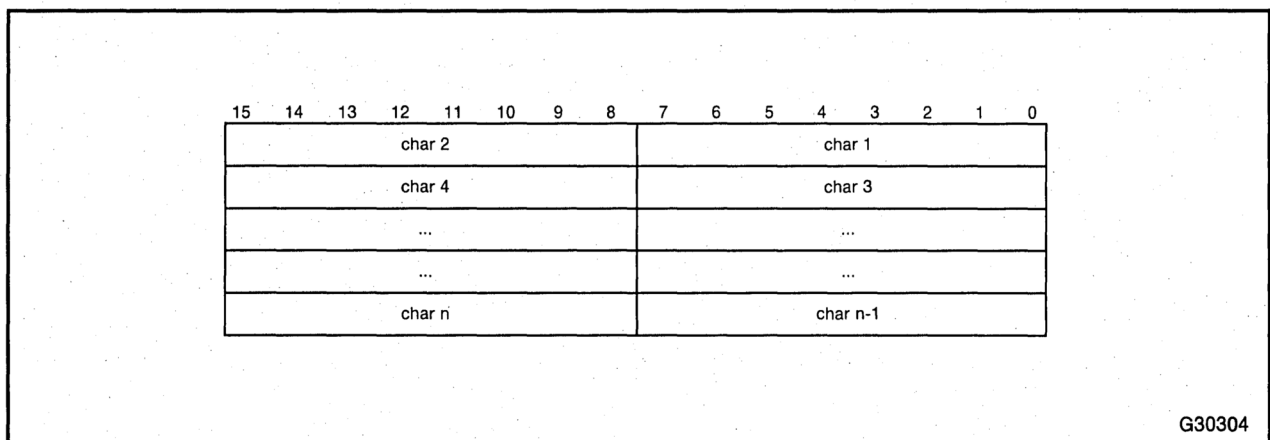 15 14 13 12 11 10 9 8 7 6 5 4 3 2 1 0
char 2 char 1
char 4 char 3
... ...
... ...
char n char n-1
G30304